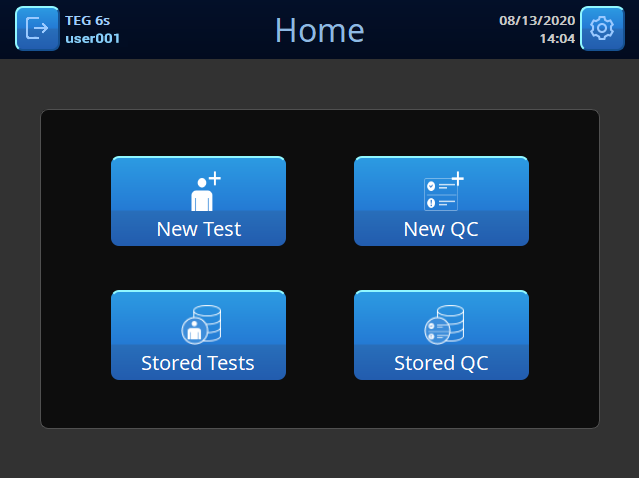 TEG 6s
user001
Home
08/13/2020
14:04
New Test
New QC
Stored Tests
Stored QC